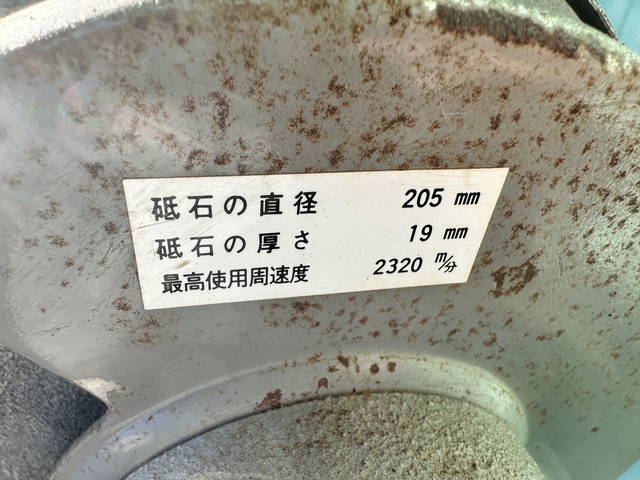 砥石の直径 205 mm
砥石の厚さ 19 mm
最高使用周速度 2320 m/分